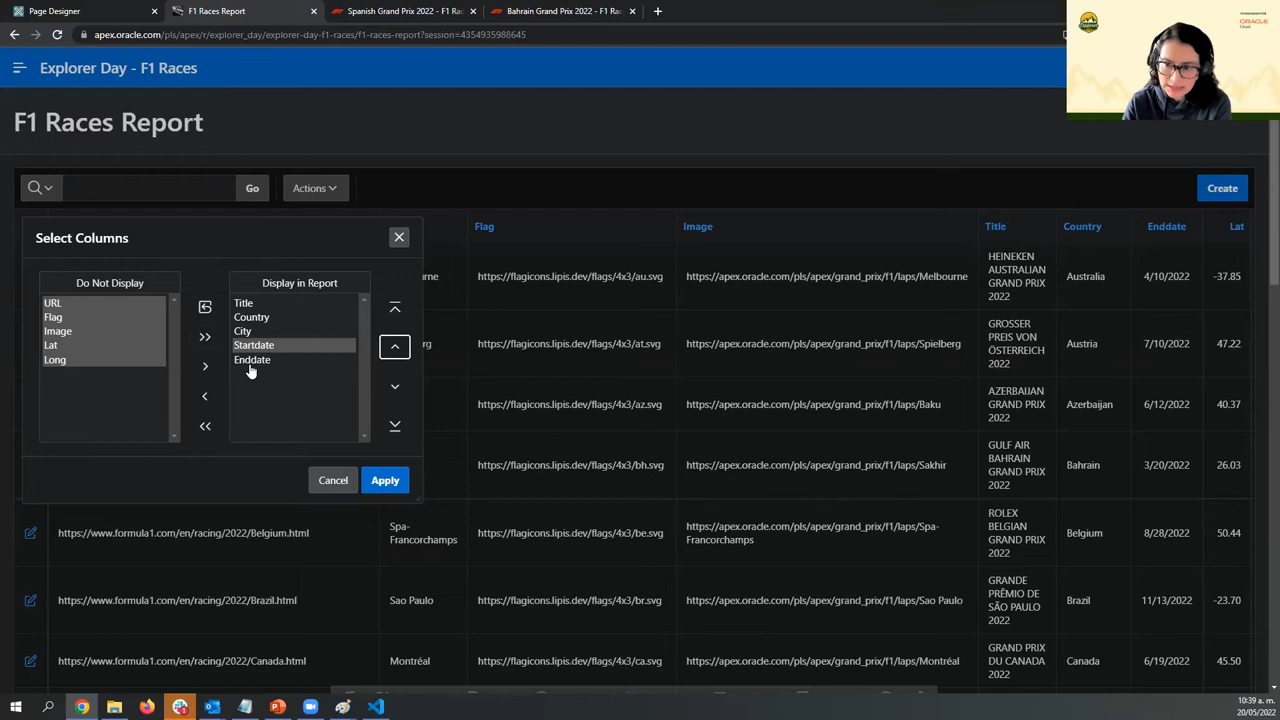 Page Designer
F1 Races Report
Spanish Grand Prix 2022 - F1 Ra
Bahrain Grand Prix 2022 - F1 Rac
apex.oracle.com/pls/apex/r/explorer_day/explorer-day-f1-races/f1-races-report?session=4354935988645
ORACLE
Cloud
Explorer Day - F1 Races
F1 Races Report
Go
Actions
Create
Select Columns
Do Not Display
URL
Flag
Image
Lat
Long
Display in Report
Title
Country
City
Startdate
Enddate
Cancel
Apply
Flag
Image
Title
Country
Enddate
Lat
urne
https://flagicons.lipis.dev/flags/4x3/au.svg
https://apex.oracle.com/pls/apex/grand_prix/f1/laps/Melbourne
HEINEKEN
AUSTRALIAN
GRAND PRIX
2022
Australia
4/10/2022
-37.85
rg
https://flagicons.lipis.dev/flags/4x3/at.svg
https://apex.oracle.com/pls/apex/grand_prix/f1/laps/Spielberg
GROSSER
PREIS VON
ÖSTERREICH
2022
Austria
7/10/2022
47.22
https://flagicons.lipis.dev/flags/4x3/az.svg
https://apex.oracle.com/pls/apex/grand_prix/f1/laps/Baku
AZERBAIJAN
GRAND PRIX
2022
Azerbaijan
6/12/2022
40.37
https://flagicons.lipis.dev/flags/4x3/bh.svg
https://apex.oracle.com/pls/apex/grand_prix/f1/laps/Sakhir
GULF AIR
BAHRAIN
GRAND PRIX
2022
Bahrain
3/20/2022
26.03
https://www.formula1.com/en/racing/2022/Belgium.html
Spa-
Francorchamps
https://flagicons.lipis.dev/flags/4x3/be.svg
https://apex.oracle.com/pls/apex/grand_prix/f1/laps/Spa-
Francorchamps
ROLEX
BELGIAN
GRAND PRIX
2022
Belgium
8/28/2022
50.44
https://www.formula1.com/en/racing/2022/Brazil.html
Sao Paulo
https://flagicons.lipis.dev/flags/4x3/br.svg
https://apex.oracle.com/pls/apex/grand_prix/f1/laps/Sao Paulo
GRANDE
PRÊMIO DE
SÃO PAULO
2022
Brazil
11/13/2022
-23.70
https://www.formula1.com/en/racing/2022/Canada.html
Montréal
https://flagicons.lipis.dev/flags/4x3/ca.svg
https://apex.oracle.com/pls/apex/grand_prix/f1/laps/Montréal
GRAND PRIX
DU CANADA
2022
Canada
6/19/2022
45.50
10:39 a. m.
20/05/2022